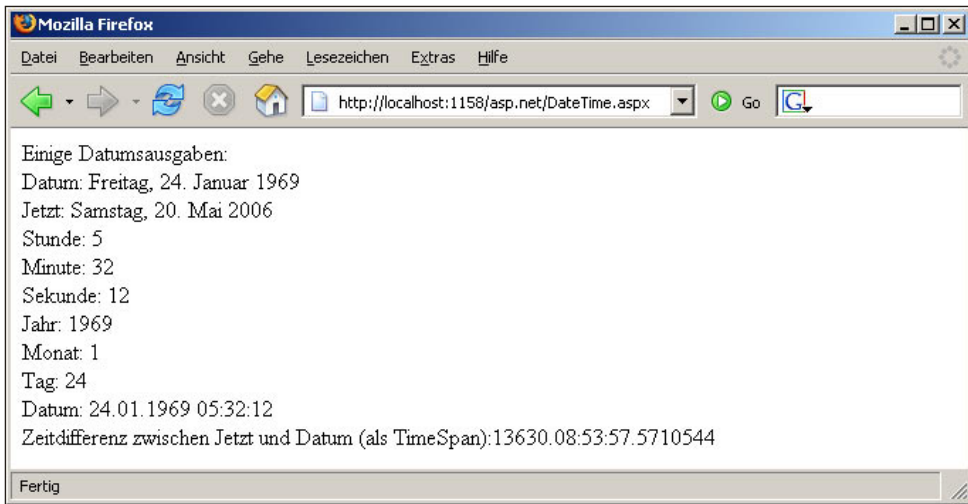 Mozilla Firefox
Datei Bearbeiten Ansicht Gehe Lesezeichen Extras Hilfe
http://localhost:1158/asp.net/DateTime.aspx Go G
Einige Datumsausgaben:
Datum: Freitag, 24. Januar 1969
Jetzt: Samstag, 20. Mai 2006
Stunde: 5
Minute: 32
Sekunde: 12
Jahr: 1969
Monat: 1
Tag: 24
Datum: 24.01.1969 05:32:12
Zeitdifferenz zwischen Jetzt und Datum (als TimeSpan):13630.08:53:57.5710544
Fertig